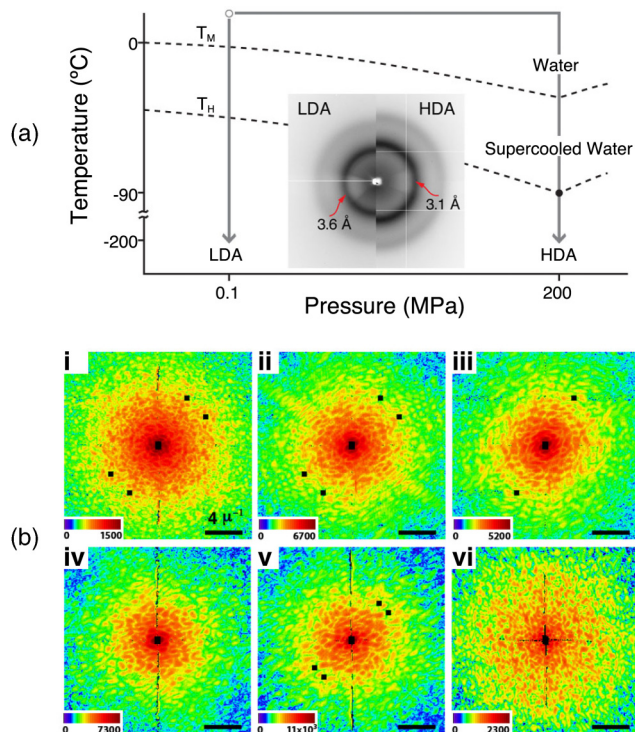 (a)
Temperature (ºC)
0
-90
-200
T_M
T_H
Water
Supercooled Water
LDA
HDA
3.6 Å
3.1 Å
LDA
HDA
0.1
Pressure (MPa)
200
(b)
i
ii
iii
4 μ⁻¹
0 1500
0 6700
0 5200
iv
v
vi
0 7300
0 11×10³
0 2300